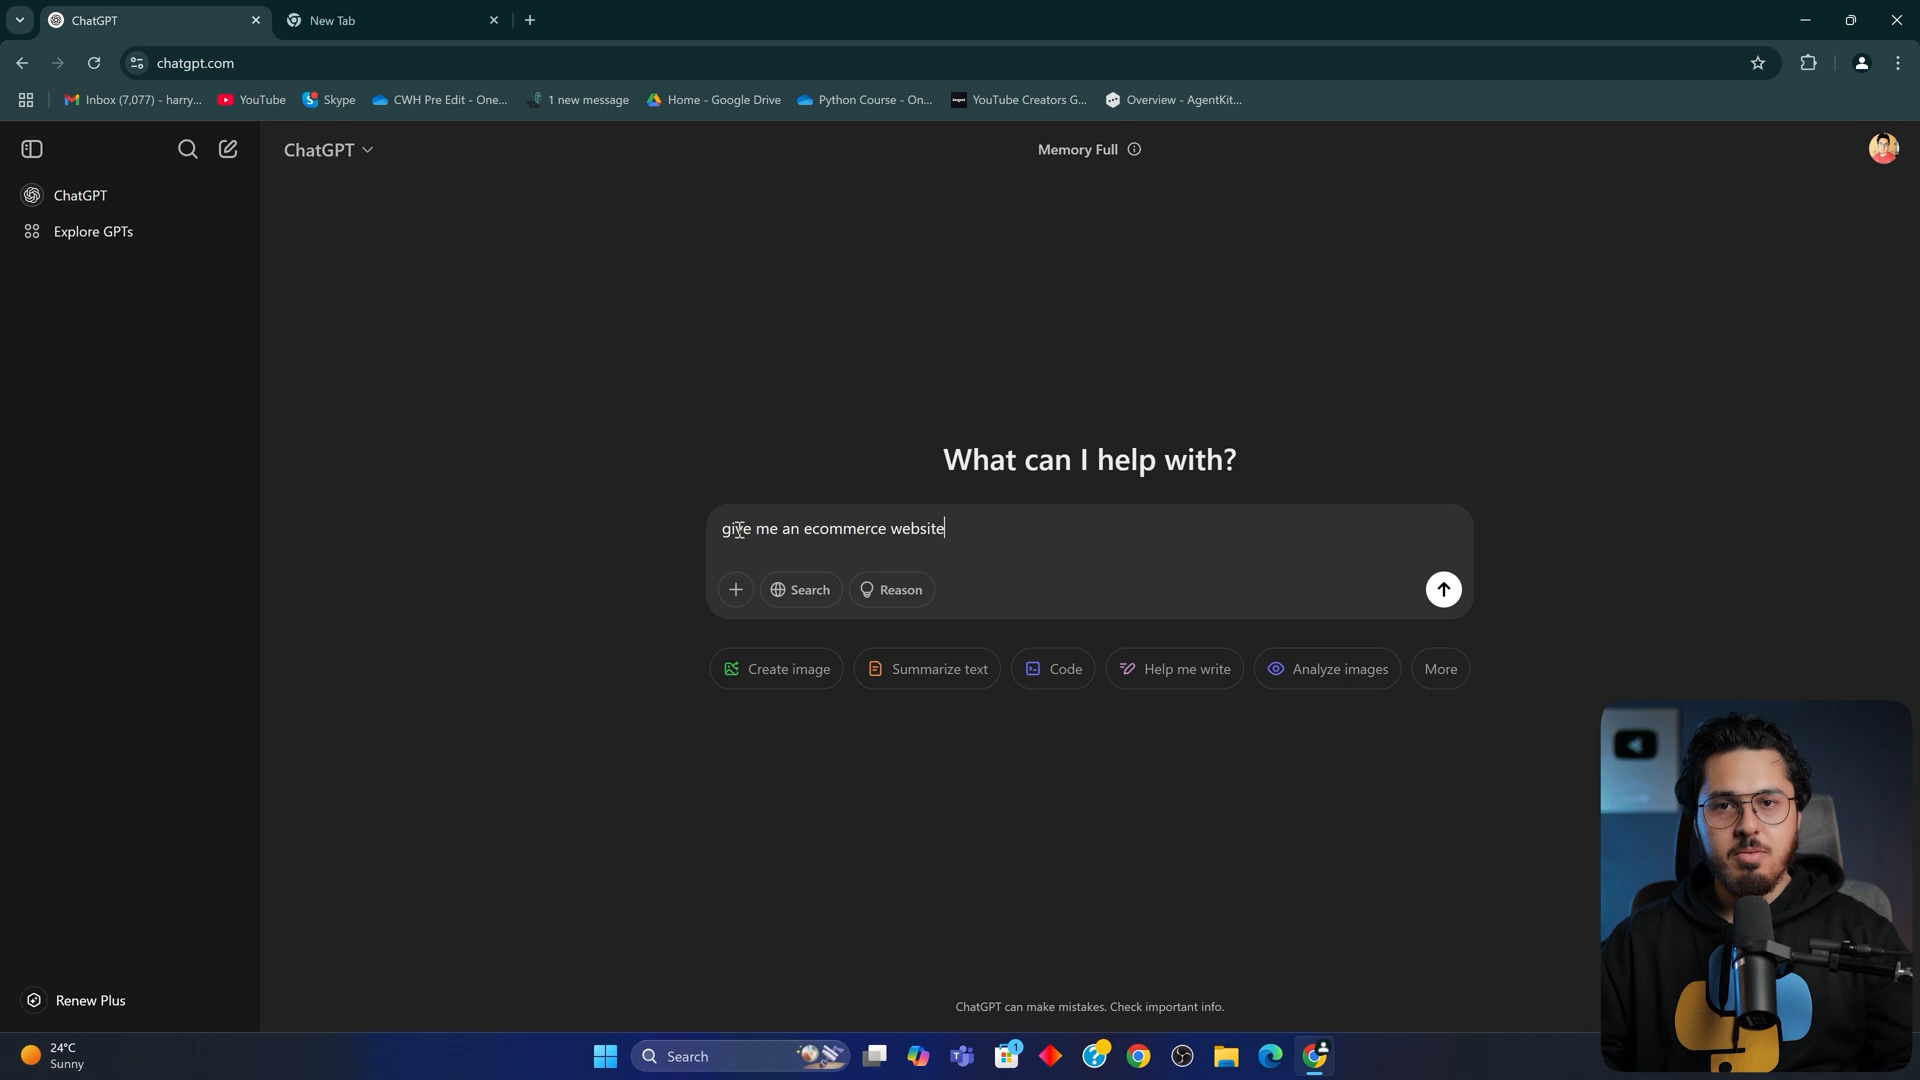 ChatGPT
New Tab
chatgpt.com
Inbox (7,077) - harry...
YouTube
Skype
CWH Pre Edit - One...
1 new message
Home - Google Drive
Python Course - On...
YouTube Creators G...
Overview - AgentKit...
ChatGPT
Memory Full
ChatGPT
Explore GPTs
What can I help with?
give me an ecommerce website
Search
Reason
Create image
Summarize text
Code
Help me write
Analyze images
More
Renew Plus
ChatGPT can make mistakes. Check important info.
24°C
Sunny
Search
1